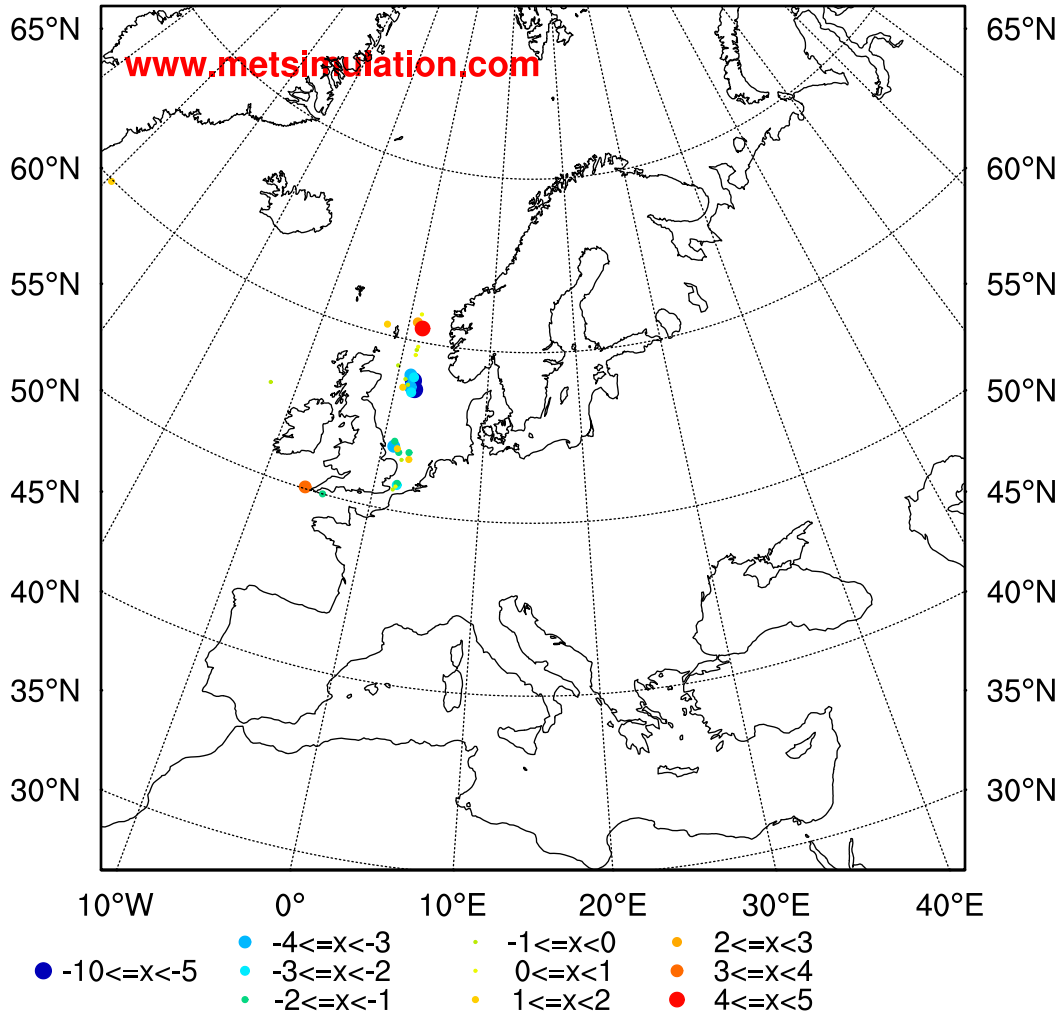 65°N 65°N
www.metsimulation.com
60°N 60°N
55°N 55°N
50°N 50°N
45°N 45°N
40°N 40°N
35°N 35°N
30°N 30°N
10°W 0° 10°E 20°E 30°E 40°E
-4<=x<-3 -1<=x<0 2<=x<3
-10<=x<-5 -3<=x<-2 0<=x<1 3<=x<4
-2<=x<-1 1<=x<2 4<=x<5